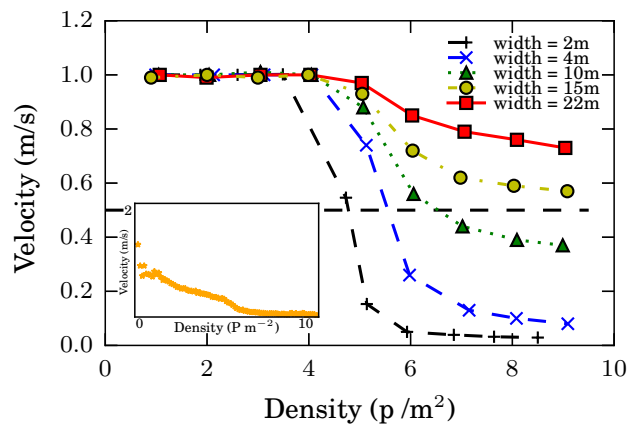 1.2
1.0
0.8
0.6
0.4
0.2
0.0
Velocity (m/s)
width = 2m
width = 4m
width = 10m
width = 15m
width = 22m
2
Velocity (m/s)
0
10
Density (P m⁻²)
0
2
4
6
8
10
Density (p /m²)